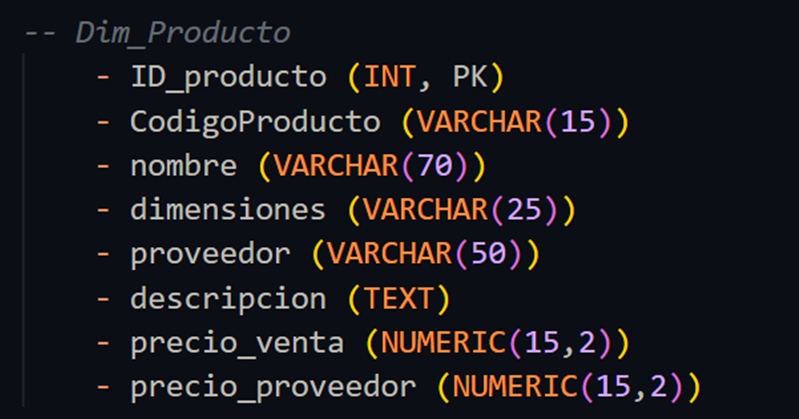 -- Dim_Producto
- ID_producto (INT, PK)
- CodigoProducto (VARCHAR(15))
- nombre (VARCHAR(70))
- dimensiones (VARCHAR(25))
- proveedor (VARCHAR(50))
- descripcion (TEXT)
- precio_venta (NUMERIC(15,2))
- precio_proveedor (NUMERIC(15,2))